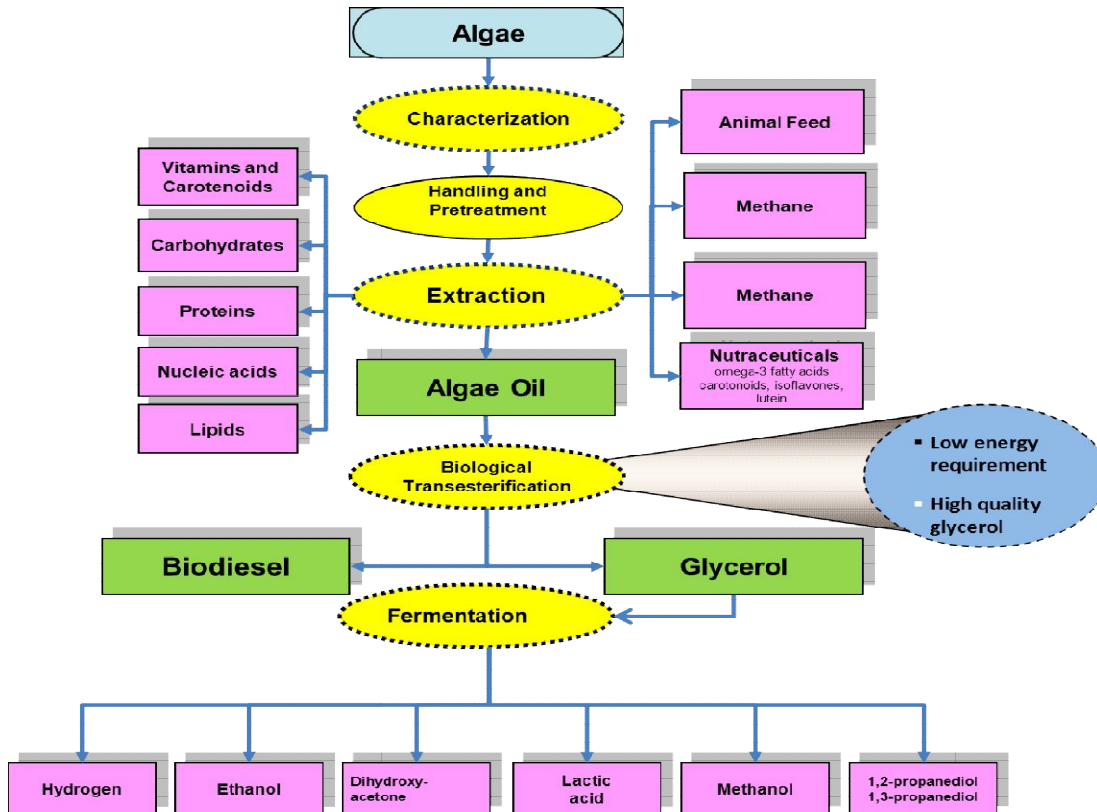 Algae
Characterization
Animal Feed
Vitamins and
Carotenoids
Handling and
Pretreatment
Methane
Carbohydrates
Extraction
Methane
Proteins
Nucleic acids
Algae Oil
Nutraceuticals
omega-3 fatty acids
carotonoids, isoflavones,
lutein
Lipids
Biological
Transesterification
Low energy
requirement
High quality
glycerol
Biodiesel
Glycerol
Fermentation
Hydrogen
Ethanol
Dihydroxy-
acetone
Lactic
acid
Methanol
1,2-propanediol
1,3-propanediol